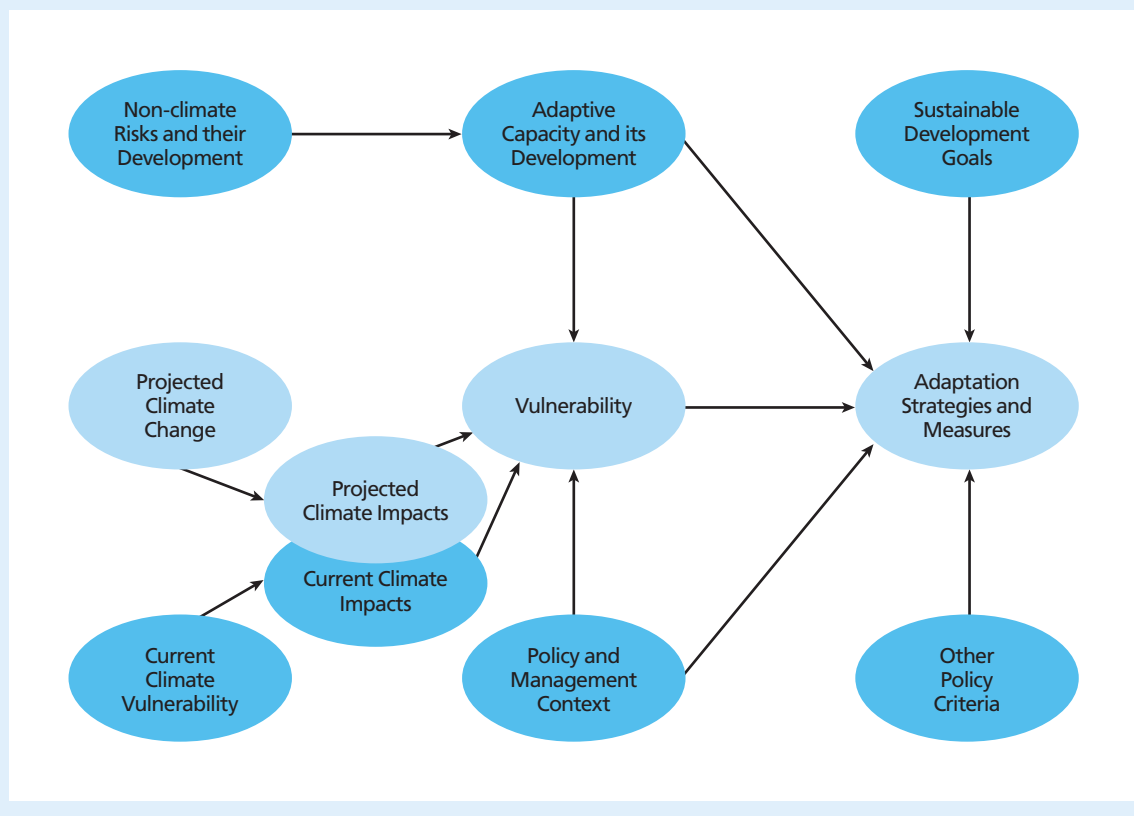 Non-climate
Risks and their
Development
Adaptive
Capacity and its
Development
Sustainable
Development
Goals
Projected
Climate
Change
Vulnerability
Adaptation
Strategies and
Measures
Projected
Climate Impacts
Current Climate
Impacts
Current
Climate
Vulnerability
Policy and
Management
Context
Other
Policy
Criteria